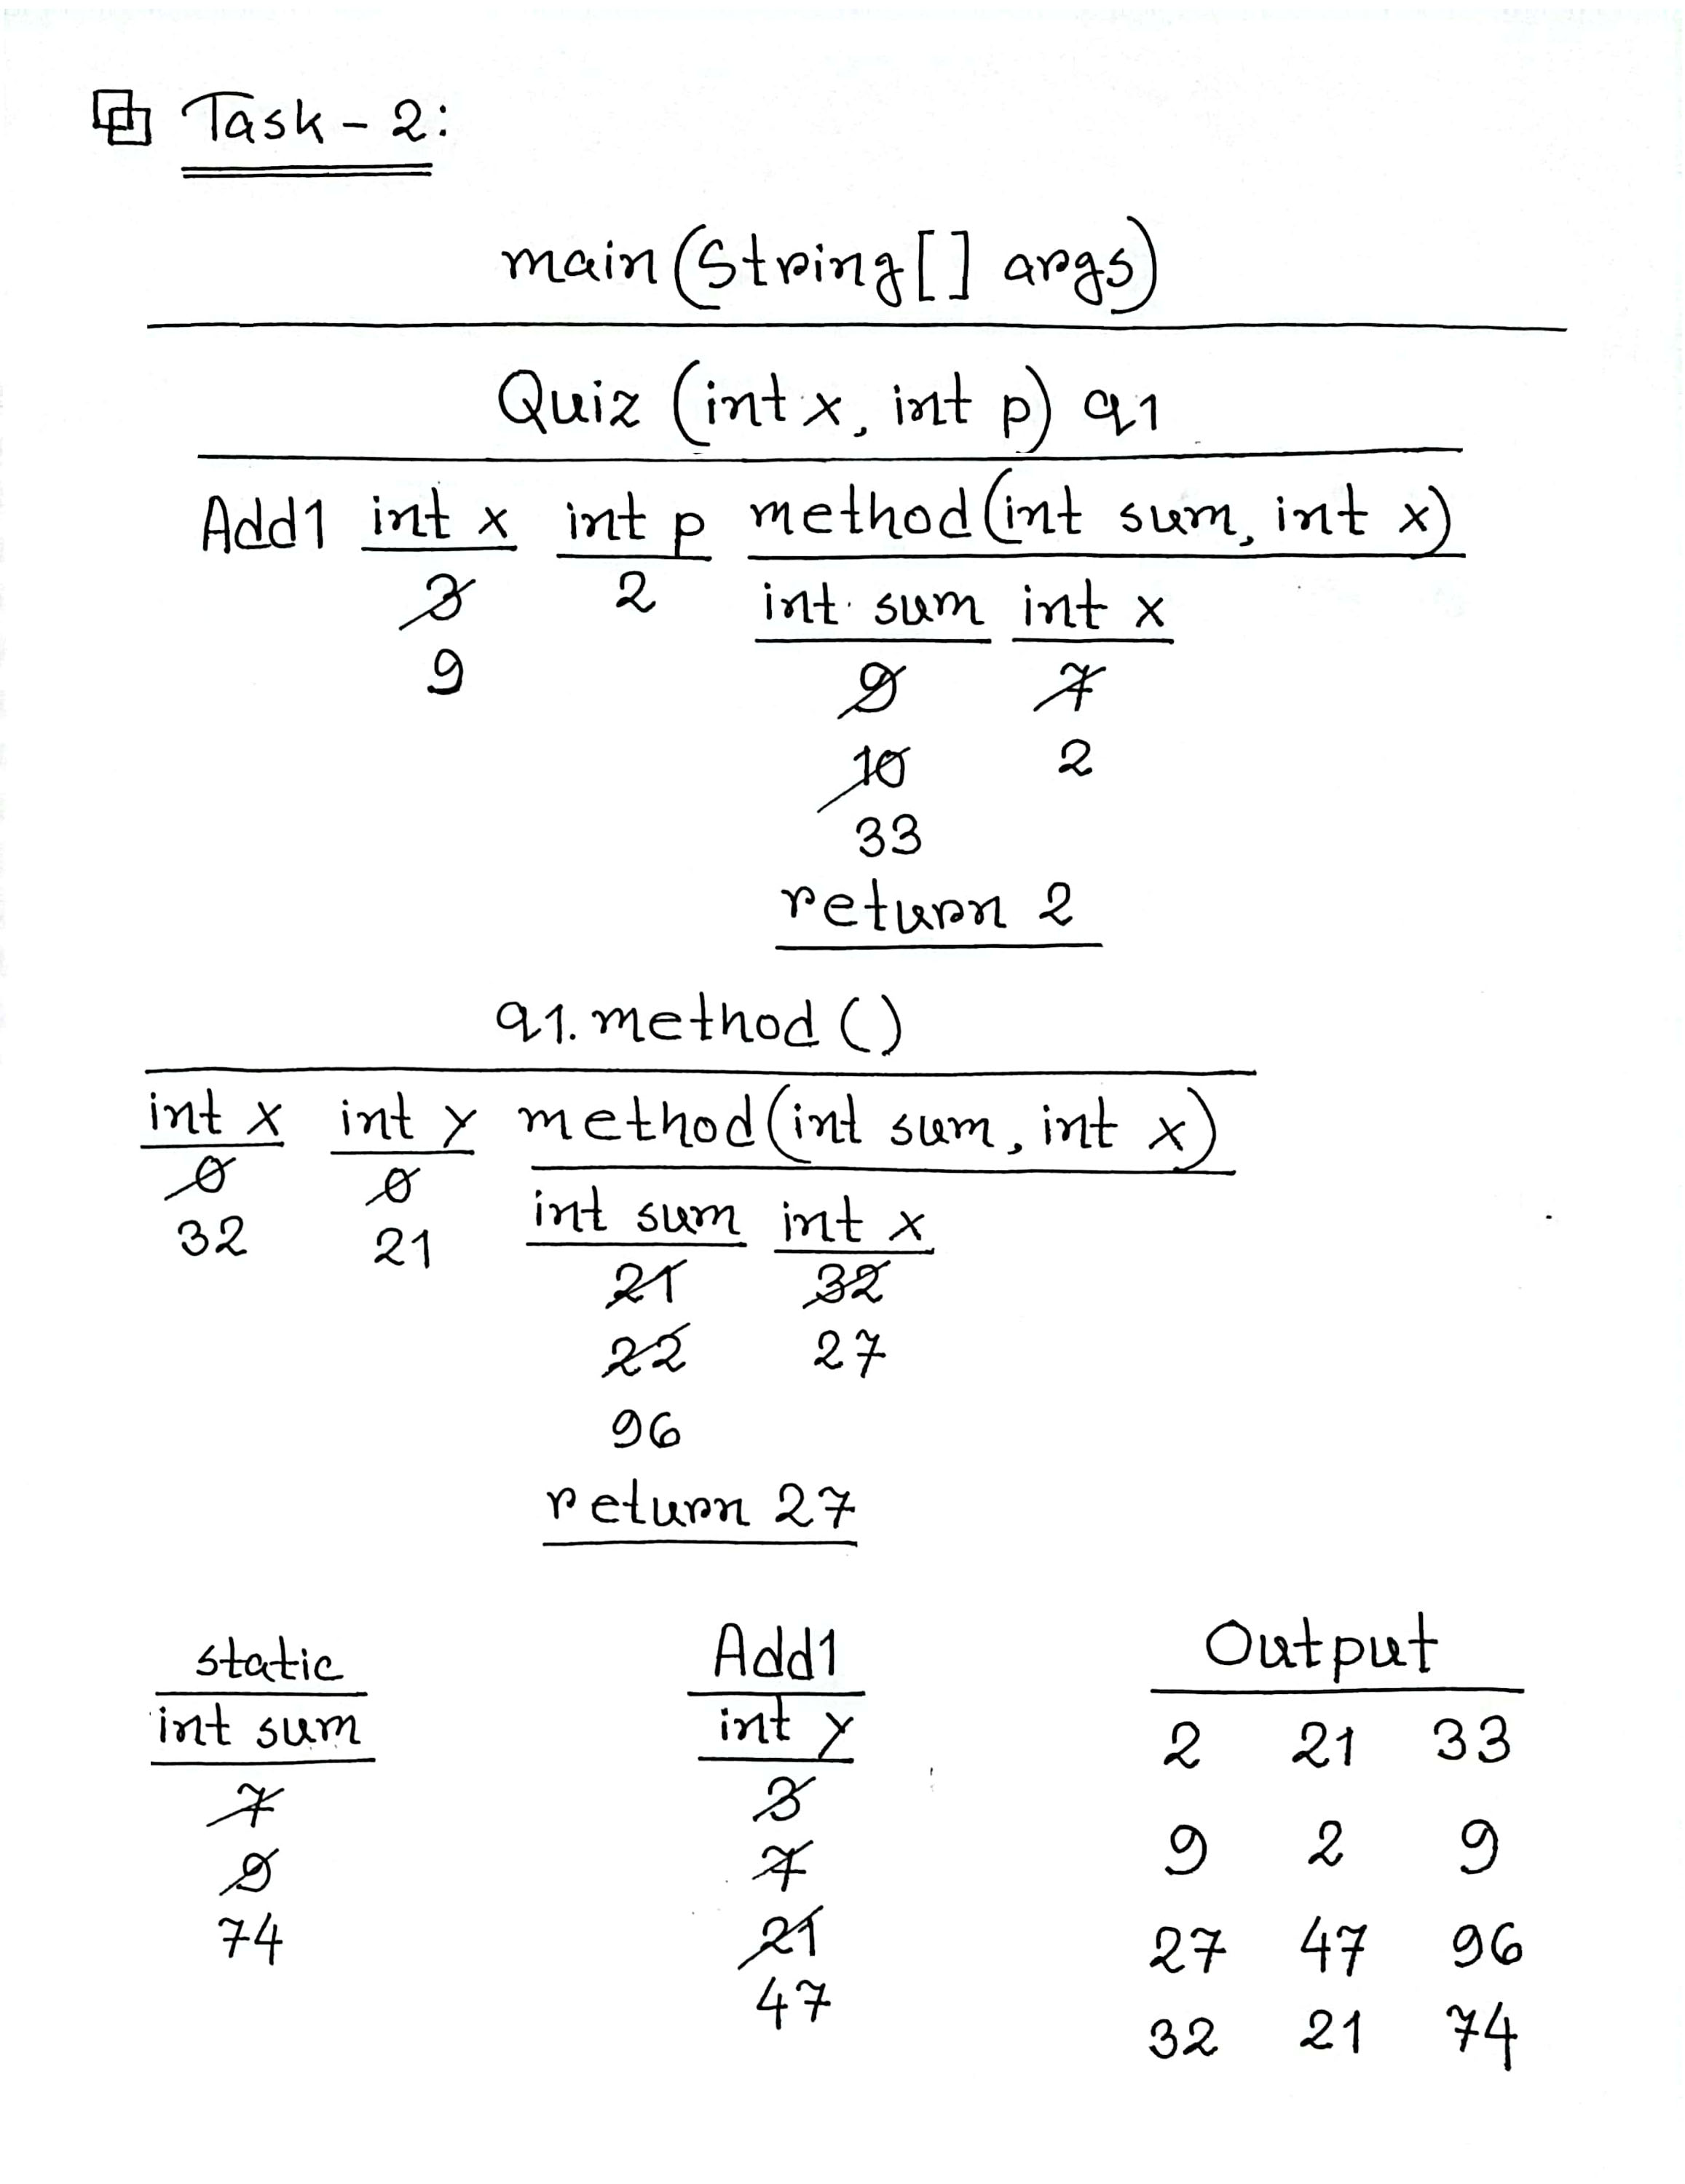 Task - 2:
main (String [] args)
Quiz (int x, int p) q1
Add1 int x int p method (int sum, int x)
3 2 int sum int x
9 9 7
10 2
33
return 2
q1. method ()
int x int y method (int sum, int x)
0 0 int sum int x
32 21 21 32
22 27
96
return 27
static Add1 Output
int sum int y 2 21 33
7 3
9 7 9 2 9
74 21 27 47 96
47 32 21 74